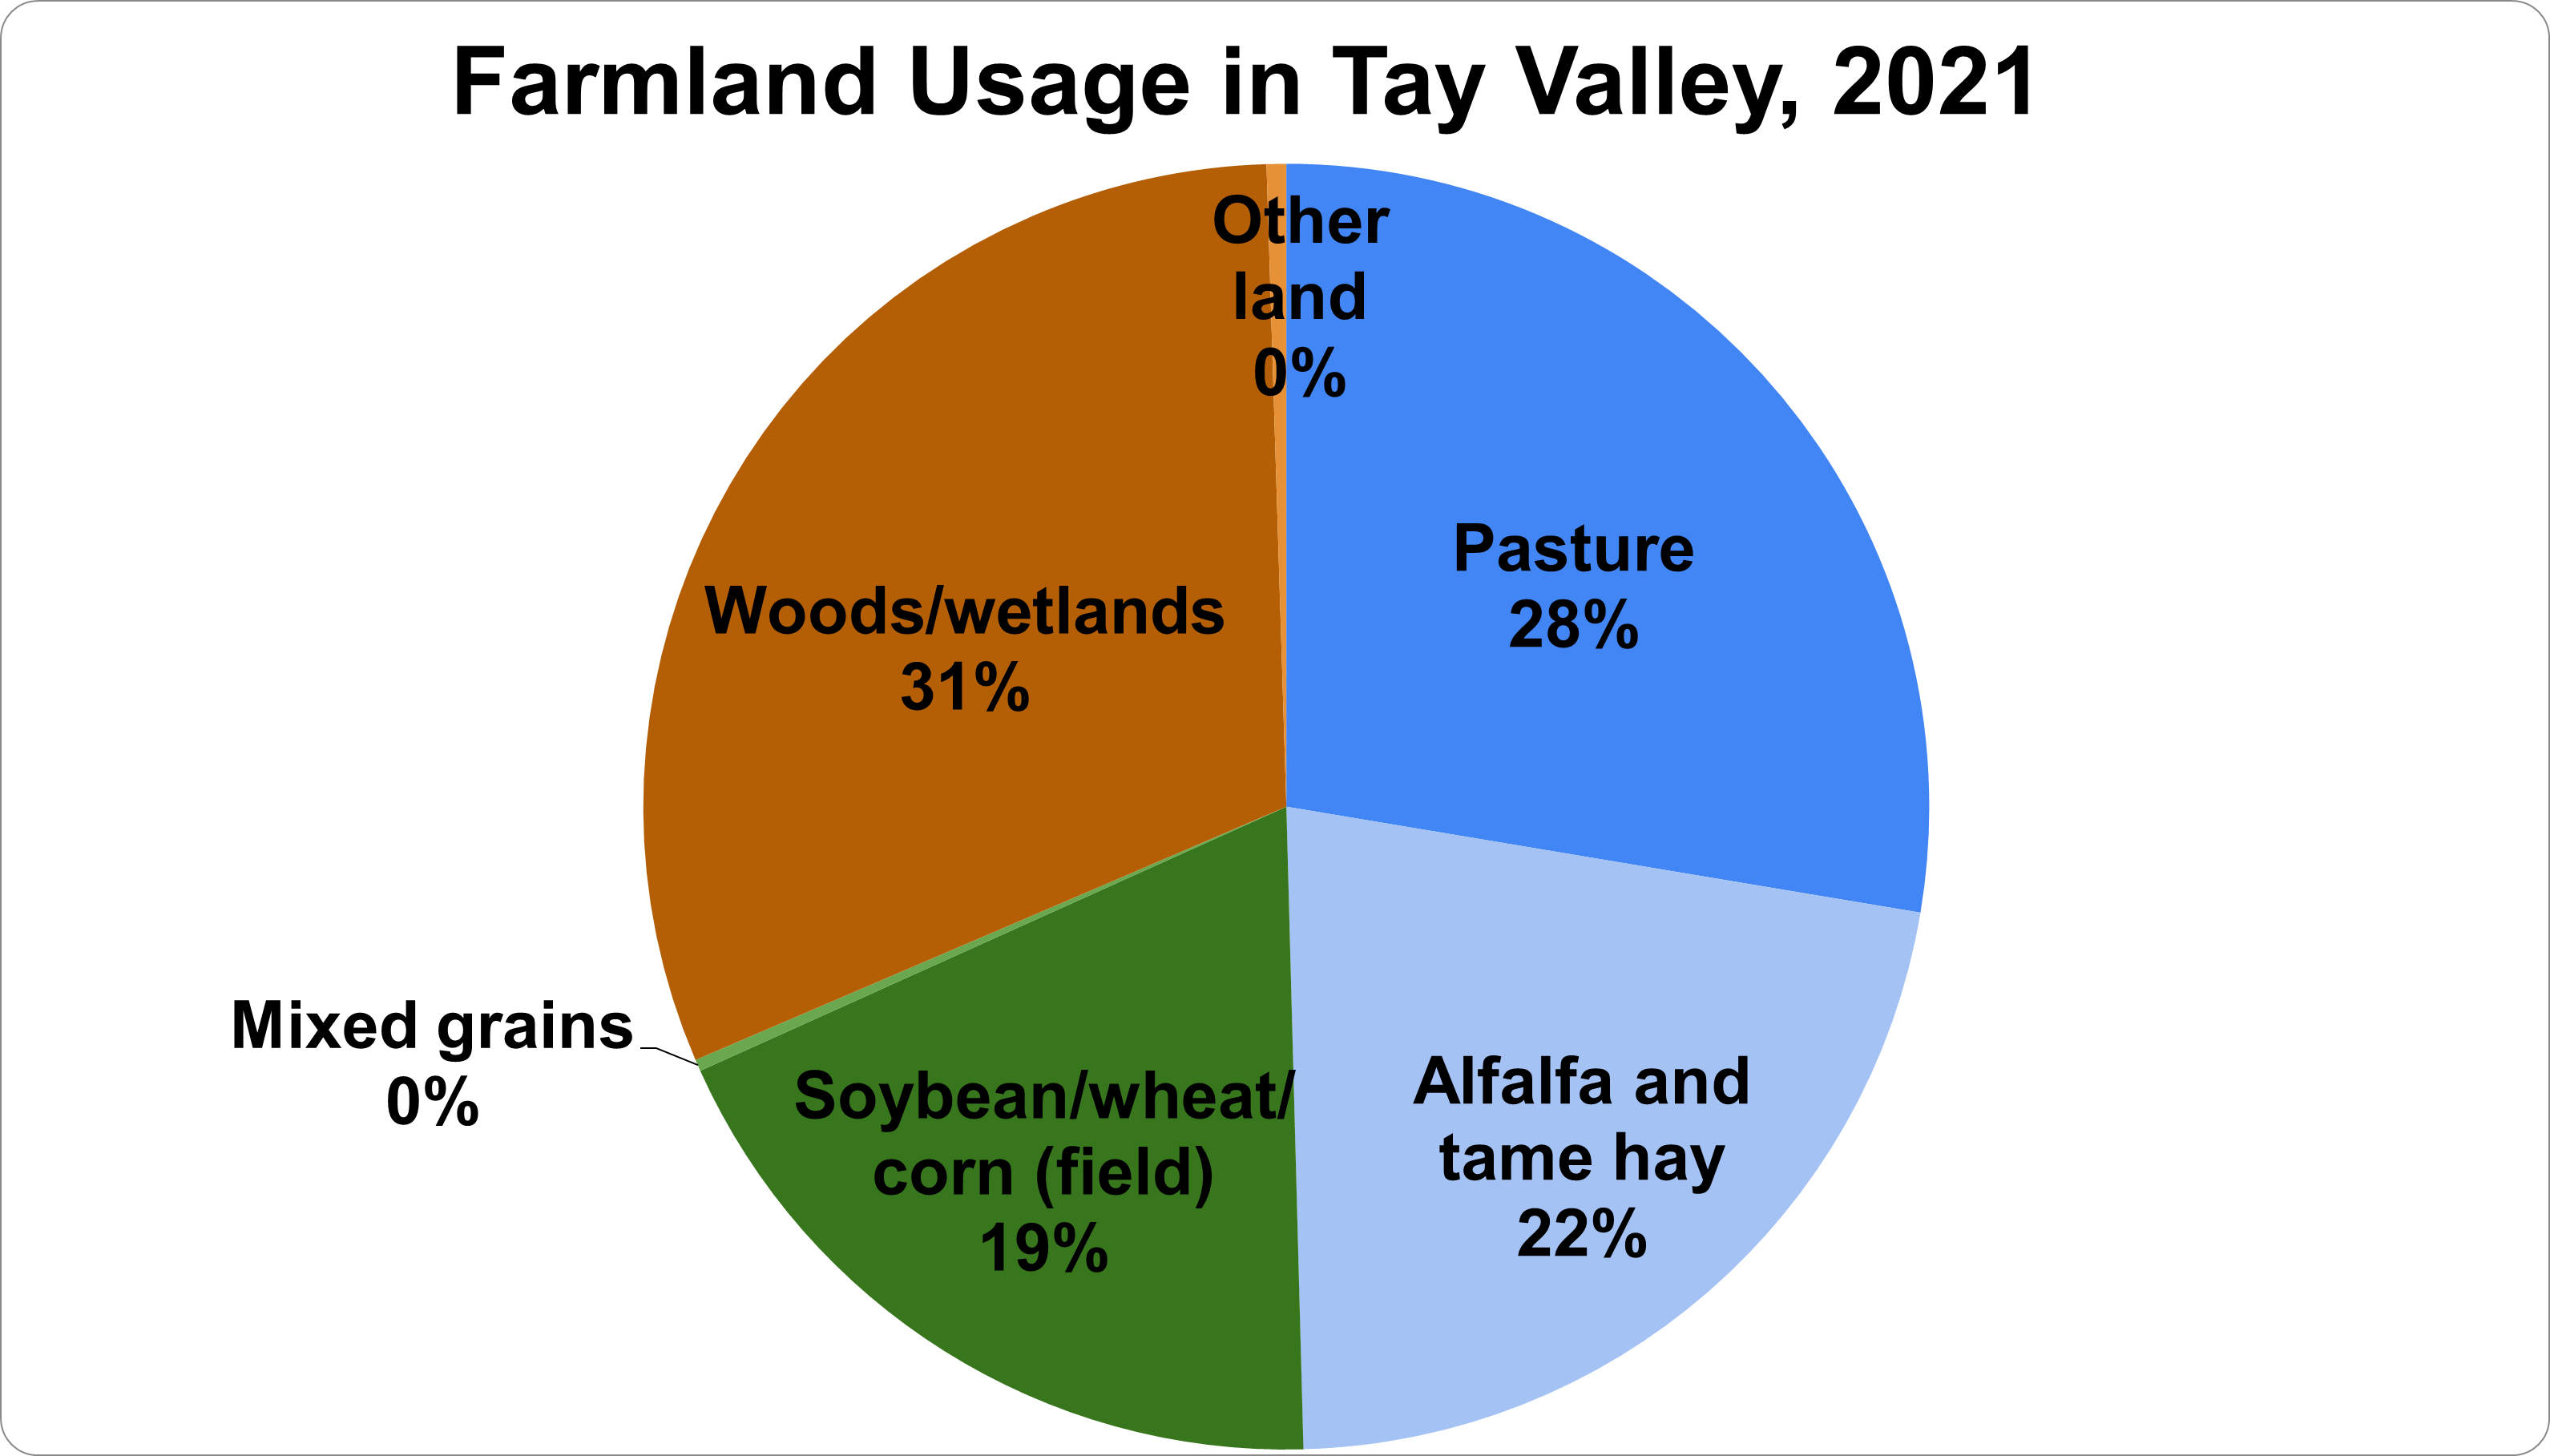 Farmland Usage in Tay Valley, 2021
Other
land
0%
Pasture
28%
Woods/wetlands
31%
Mixed grains
0%
Soybean/wheat/
corn (field)
19%
Alfalfa and
tame hay
22%